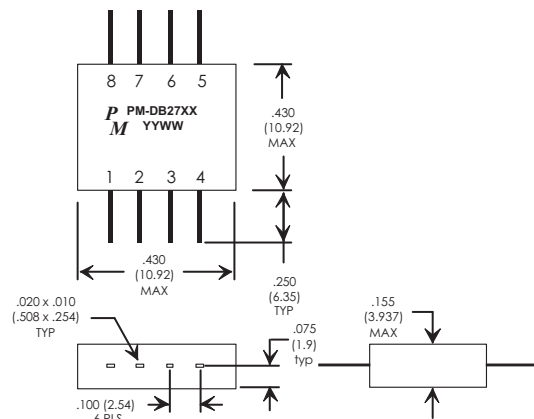 8 7 6 5
P M PM-DB27XX
YYWW
1 2 3 4
.430
(10.92)
MAX
.430
(10.92)
MAX
.250
(6.35)
TYP
.020 x .010
(.508 x .254)
TYP
.075
(1.9)
typ
.155
(3.937)
MAX
.100 (2.54)
6 PLS